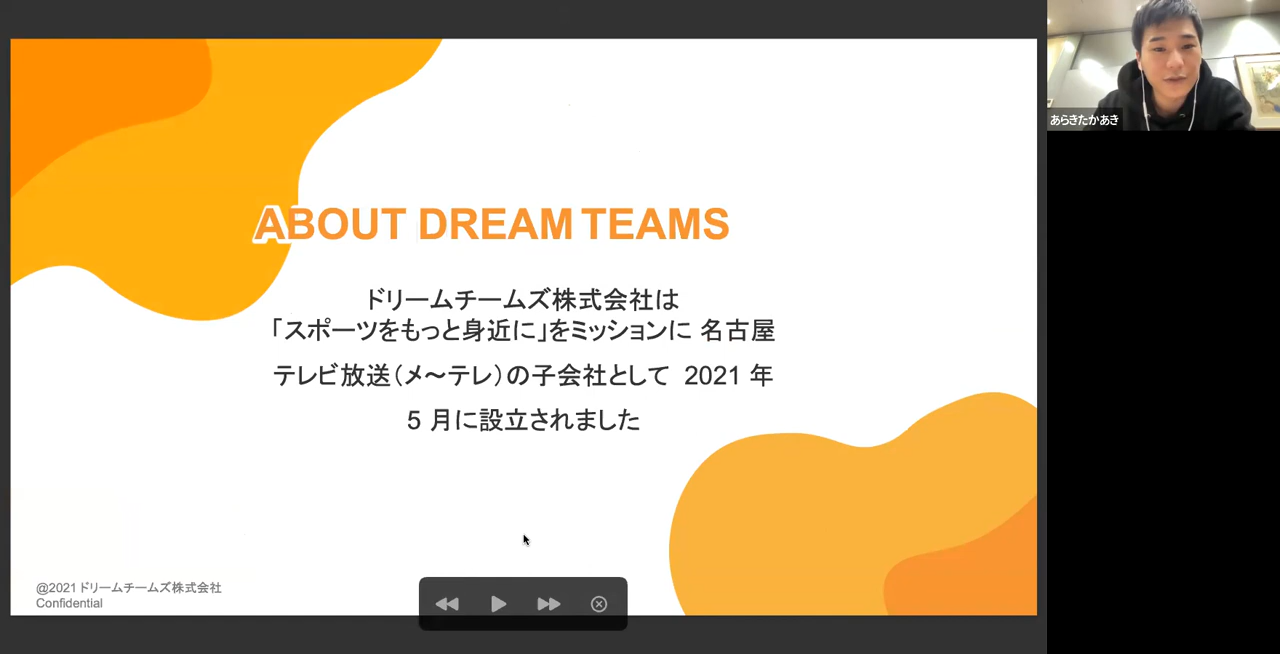 ABOUT DREAM TEAMS
ドリームチームズ株式会社は
「スポーツをもっと身近に」をミッションに 名古屋
テレビ放送（メ〜テレ）の子会社として 2021 年
5 月に設立されました
@2021 ドリームチームズ株式会社
Confidential
あらきたかあき